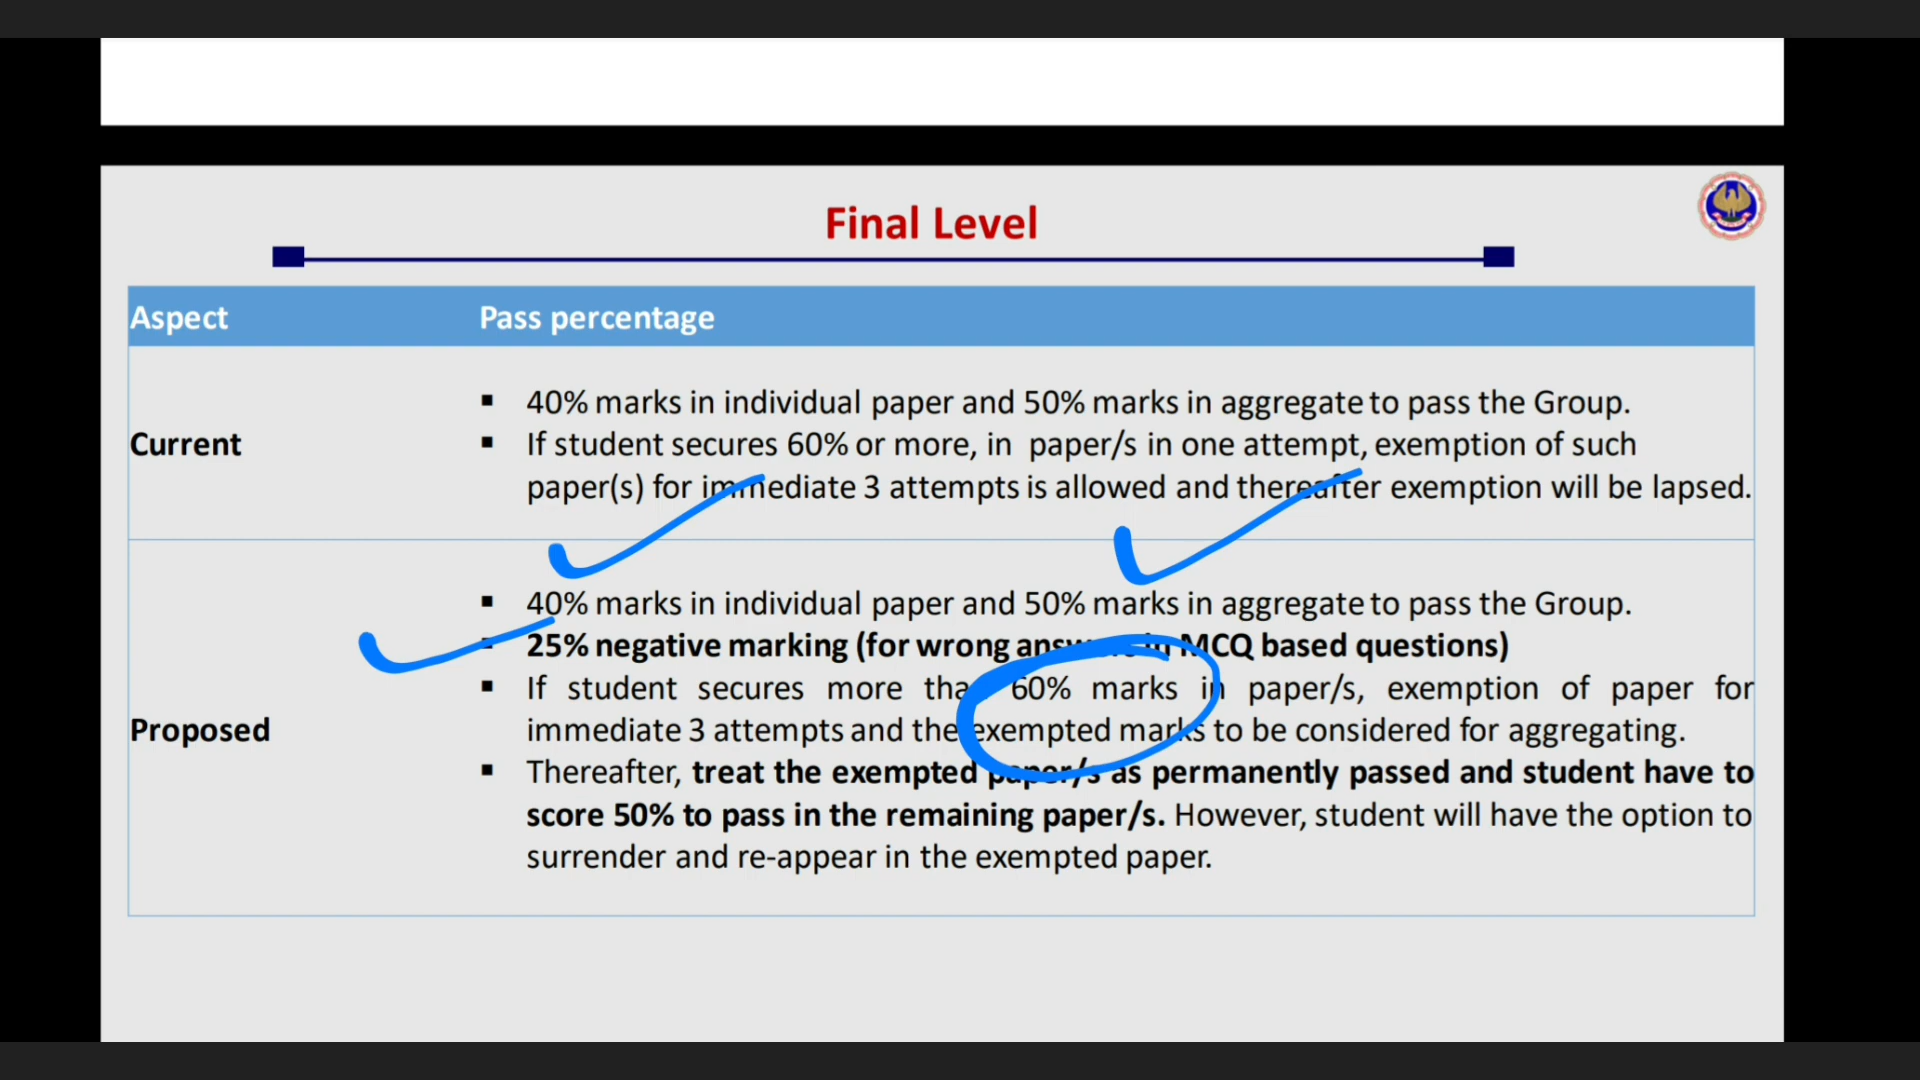 Final Level
Aspect Pass percentage
▪ 40% marks in individual paper and 50% marks in aggregate to pass the Group.
Current ▪ If student secures 60% or more, in paper/s in one attempt, exemption of such
paper(s) for immediate 3 attempts is allowed and thereafter exemption will be lapsed.
▪ 40% marks in individual paper and 50% marks in aggregate to pass the Group.
▪ 25% negative marking (for wrong answers in MCQ based questions)
▪ If student secures more than 60% marks in paper/s, exemption of paper for
Proposed immediate 3 attempts and the exempted marks to be considered for aggregating.
▪ Thereafter, treat the exempted paper/s as permanently passed and student have to
score 50% to pass in the remaining paper/s. However, student will have the option to
surrender and re-appear in the exempted paper.